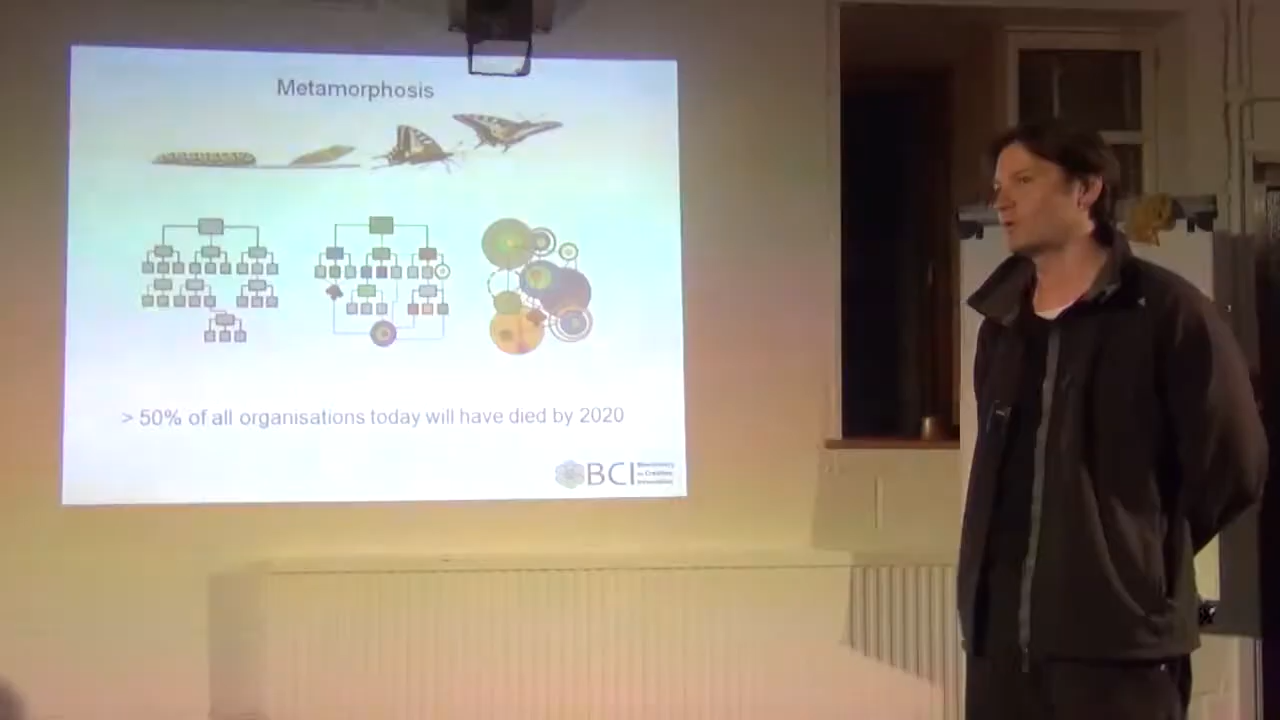 Metamorphosis
> 50% of all organisations today will have died by 2020
BCI